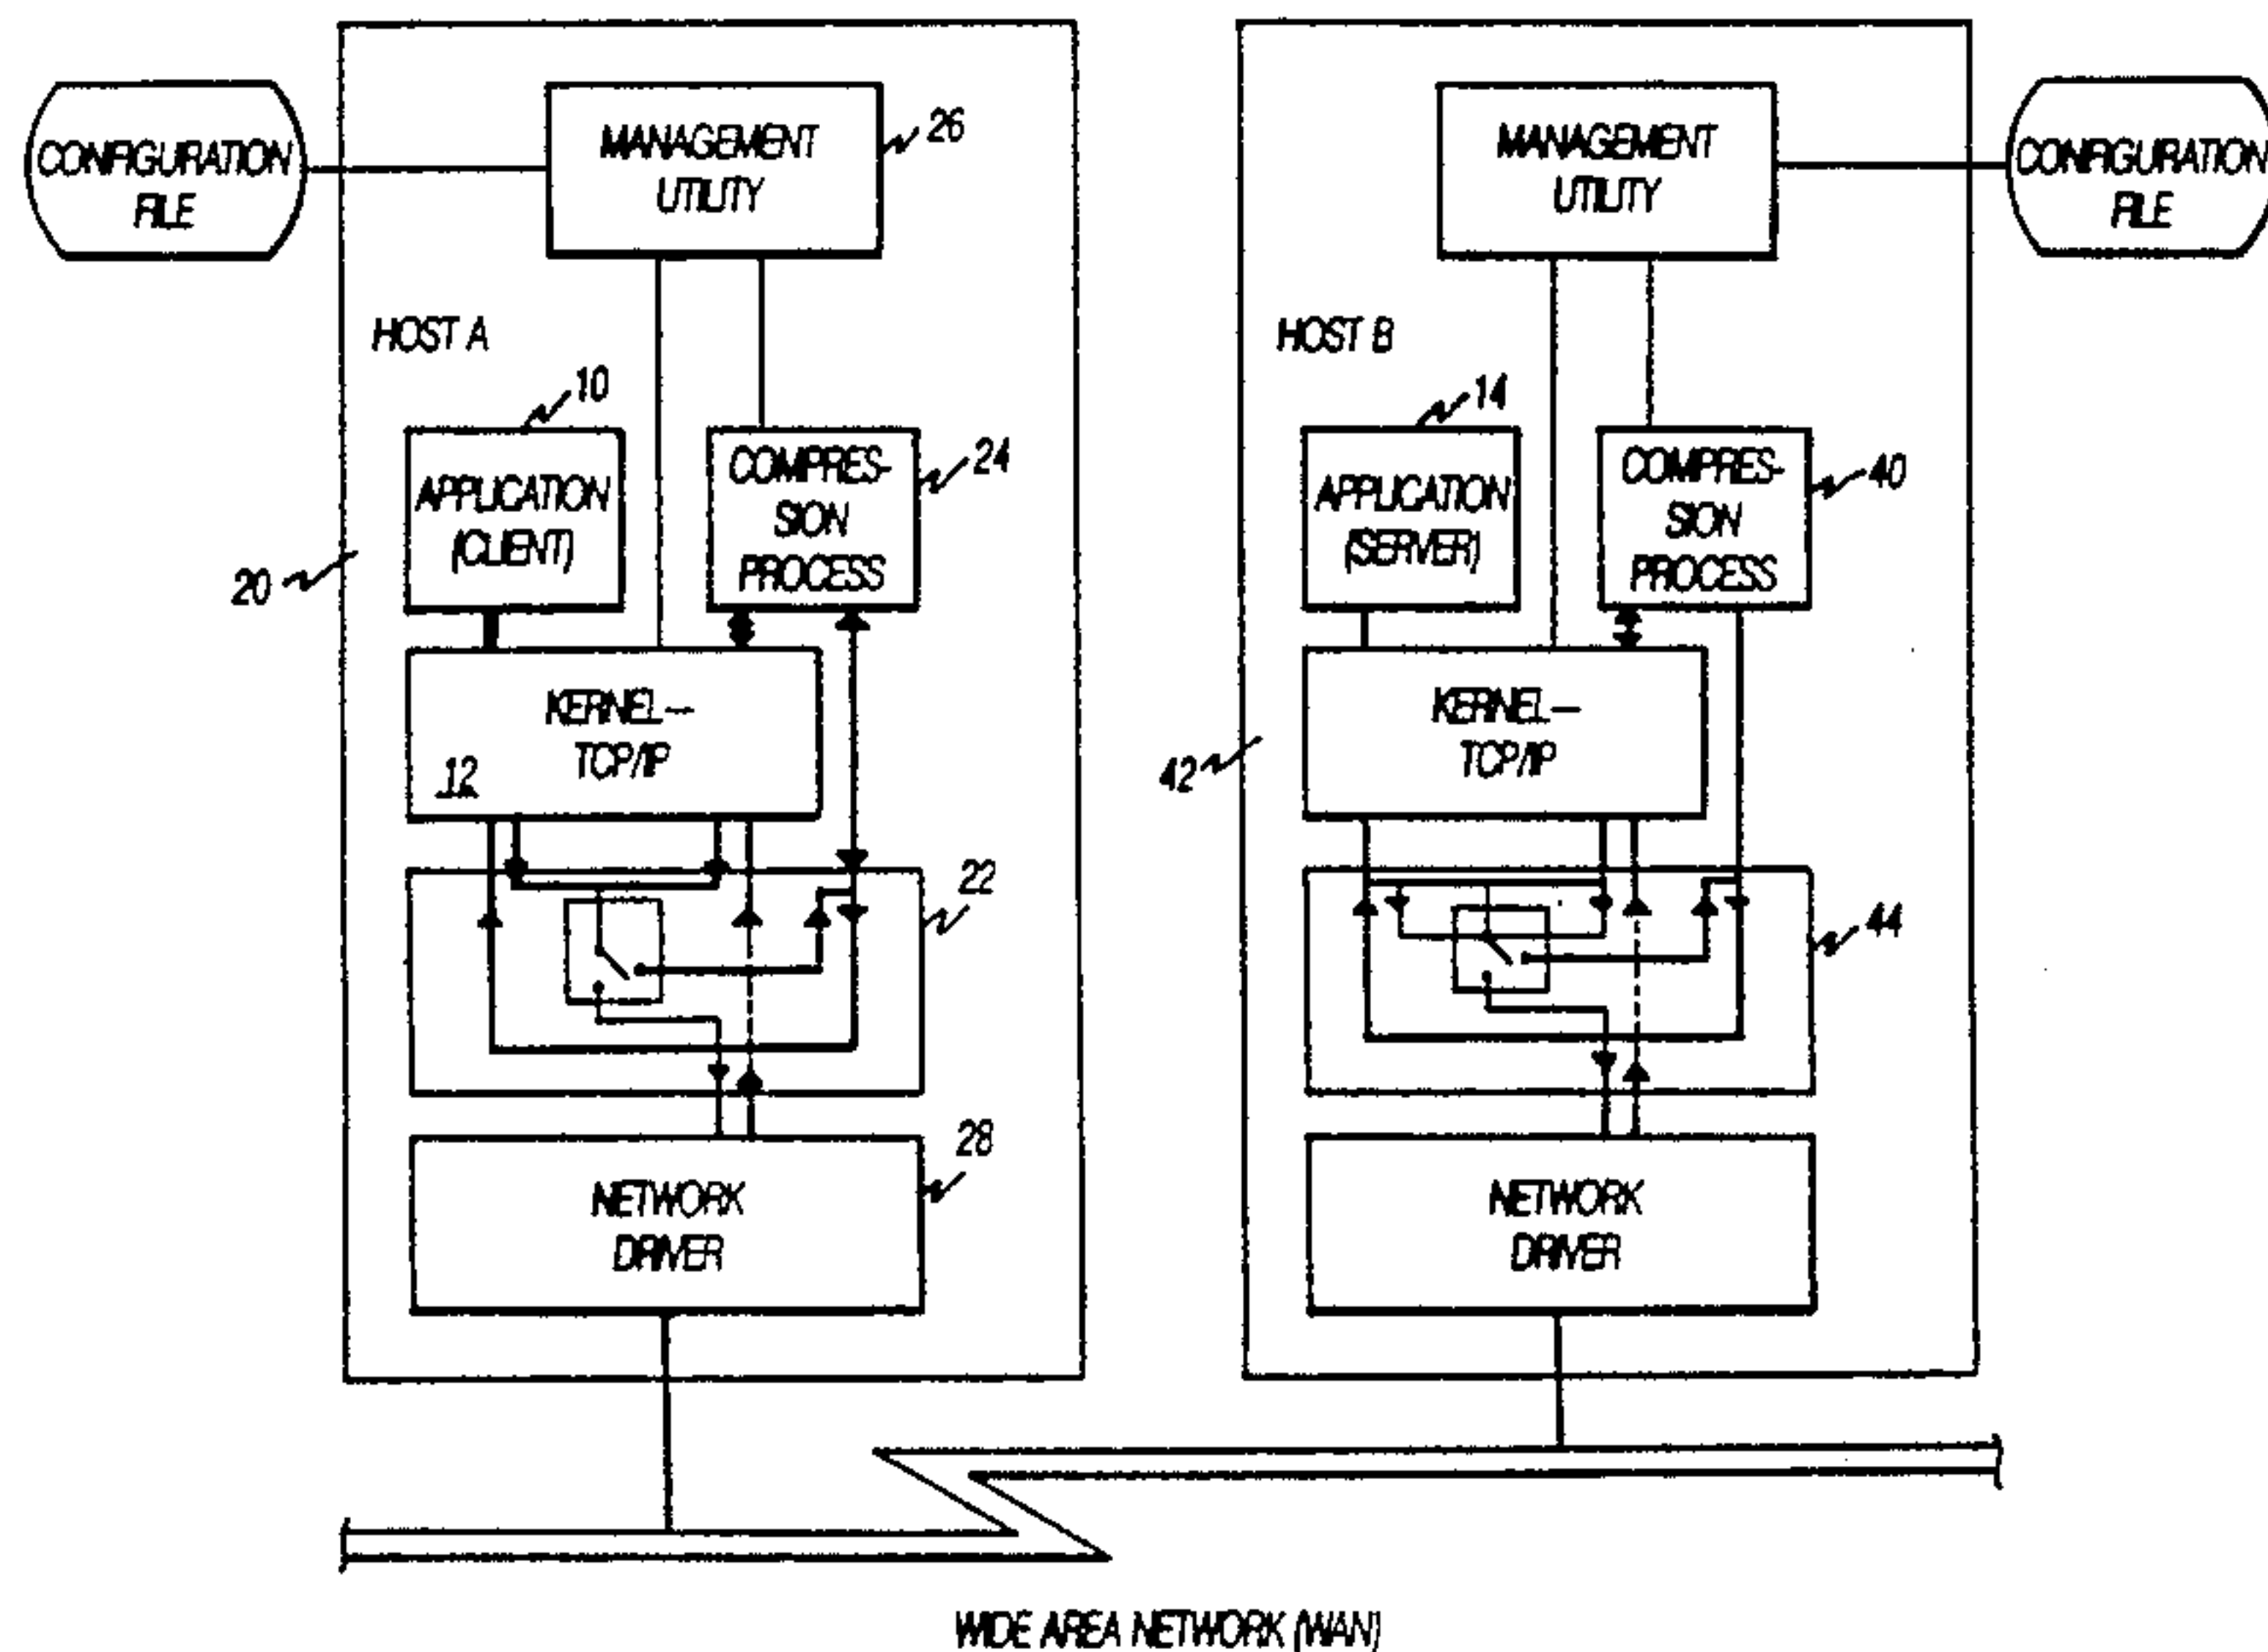 CONFIGURATION
FILE
MANAGEMENT
UTILITY
26
HOST A
10
APPLICATION
(CLIENT)
COMPRES-
SION
PROCESS
24
20
KERNEL—
TCP/IP
12
22
NETWORK
DRIVER
28
MANAGEMENT
UTILITY
CONFIGURATION
FILE
HOST B
14
APPLICATION
(SERVER)
COMPRES-
SION
PROCESS
40
KERNEL—
TCP/IP
42
44
NETWORK
DRIVER
WIDE AREA NETWORK (WAN)